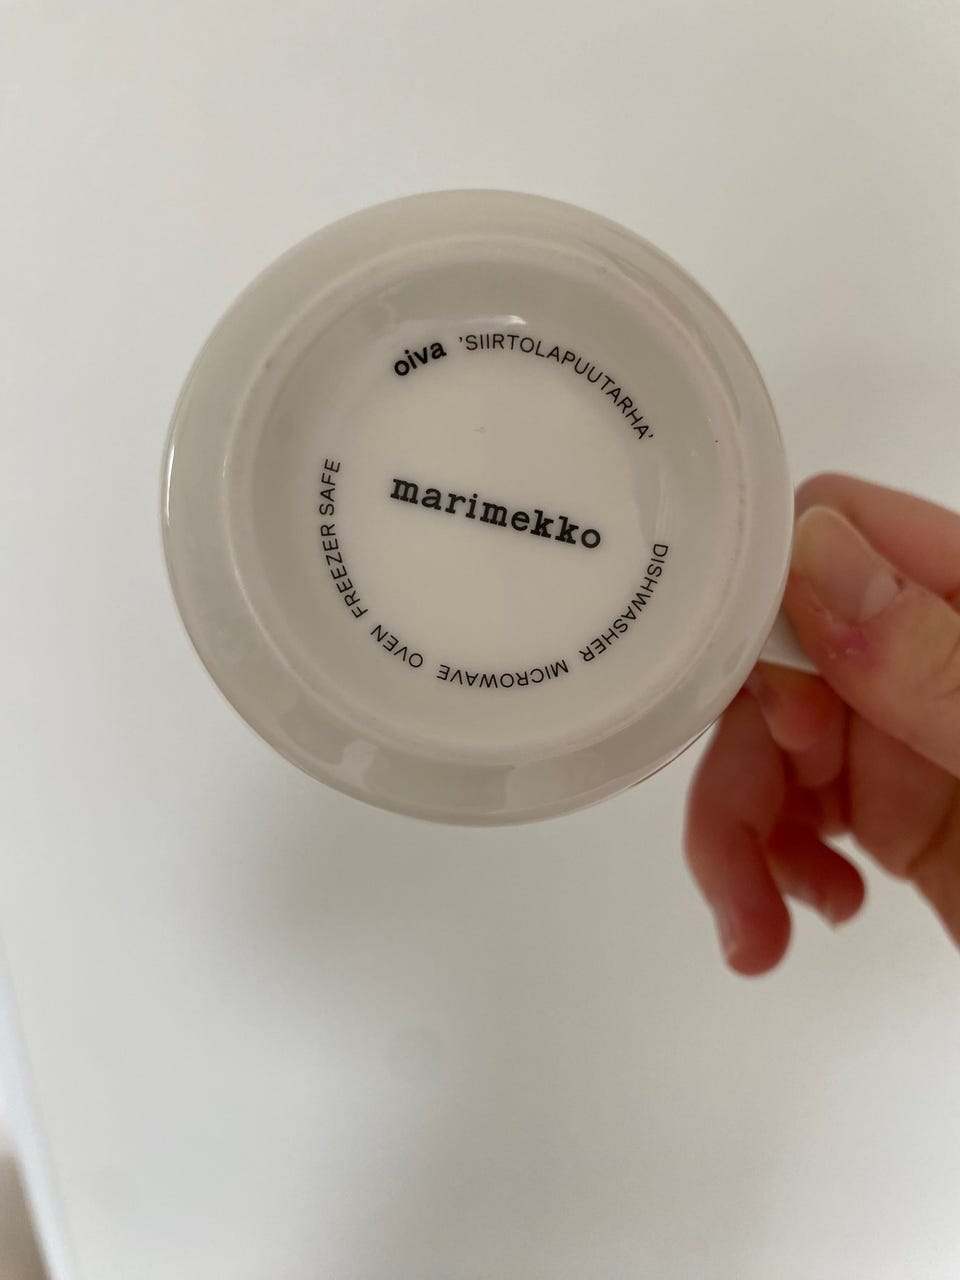 oiva 'SIIRTOLAPUUTARHA'
marimekko
DISHWASHER MICROWAVE OVEN FREEZER SAFE